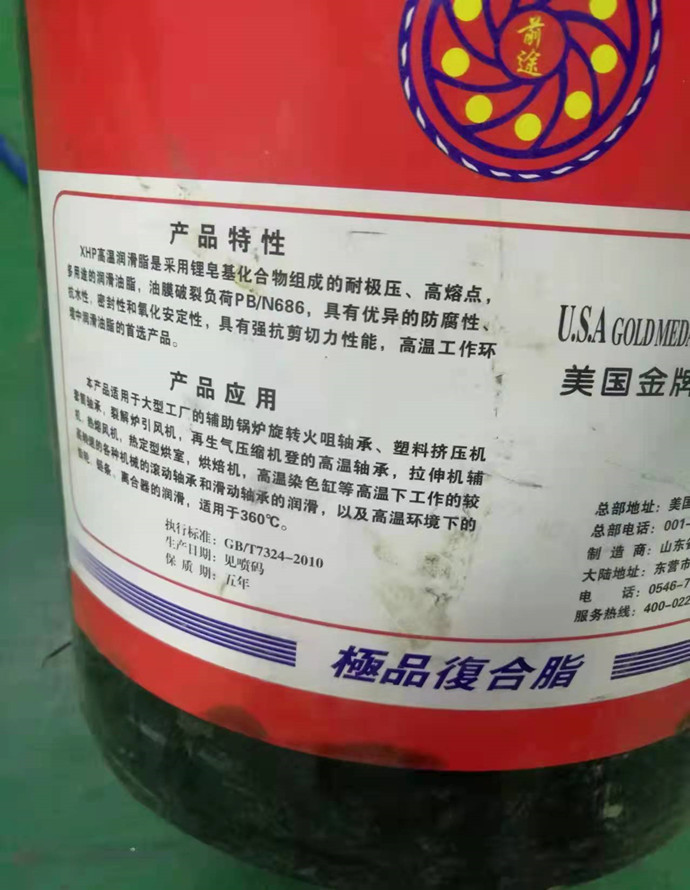 前
途
产品特性
XHP高温润滑脂是采用锂皂基化合物组成的耐极压、高熔点，
多用途的润滑油脂，油膜破裂负荷PB/N686，具有优异的防腐性、
抗水性、密封性和氧化安定性，具有强抗剪切力性能，高温工作环
境中润滑油脂的首选产品。
产品应用
本产品适用于大型工厂的辅助锅炉旋转火咀轴承、塑料挤压机
套筒轴承，裂解炉引风机，再生气压缩机登的高温轴承，拉伸机辅
机、热熔风机，热定型烘室，烘焙机，高温染色缸等高温下工作的较
高精度的各种机械的滚动轴承和滑动轴承的润滑，以及高温环境下的
链条、离合器的润滑，适用于360℃。
执行标准：GB/T7324-2010
生产日期：见喷码
保 质 期：五年
U.S.A GOLD MEDA
美国金牌
总部地址：美国
总部电话：001-
制 造 商：山东
大陆地址：东营市
电 话：0546-7
服务热线：400-022
極品復合脂